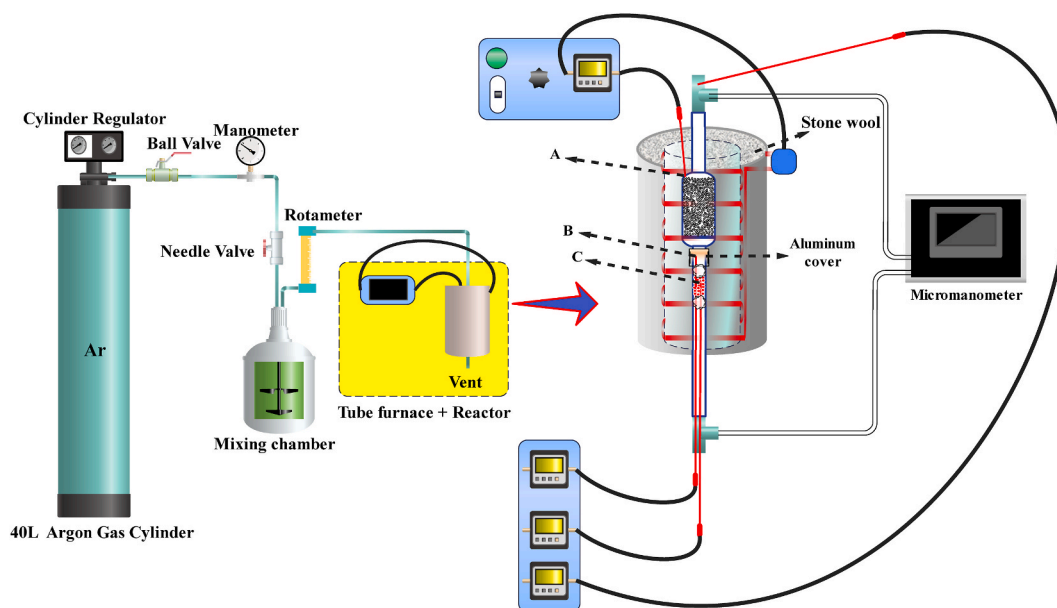 Cylinder Regulator
Ball Valve
Manometer
Rotameter
Needle Valve
Ar
Mixing chamber
Vent
Tube furnace + Reactor
40L Argon Gas Cylinder
Stone wool
A
B
C
Aluminum
cover
Micromanometer